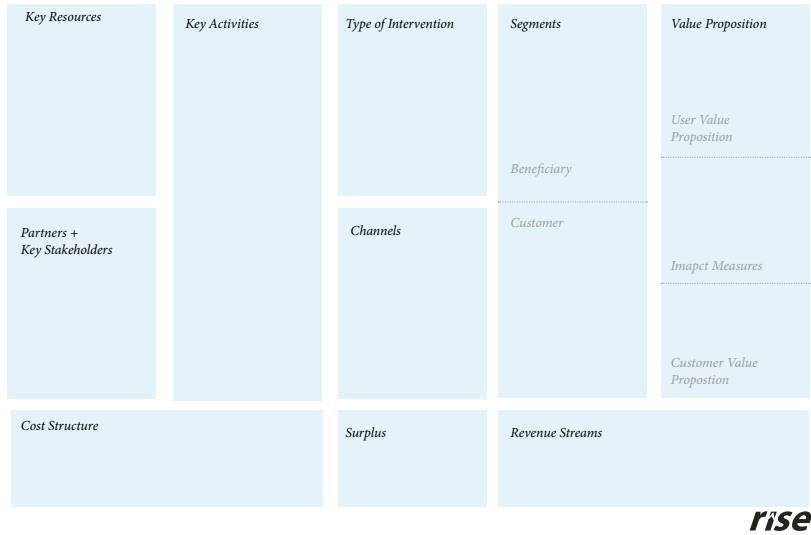 Key Resources
Key Activities
Type of Intervention
Segments
Value Proposition
User Value
Proposition
Beneficiary
Customer
Partners +
Key Stakeholders
Channels
Imapct Measures
Customer Value
Propostion
Cost Structure
Surplus
Revenue Streams
rise